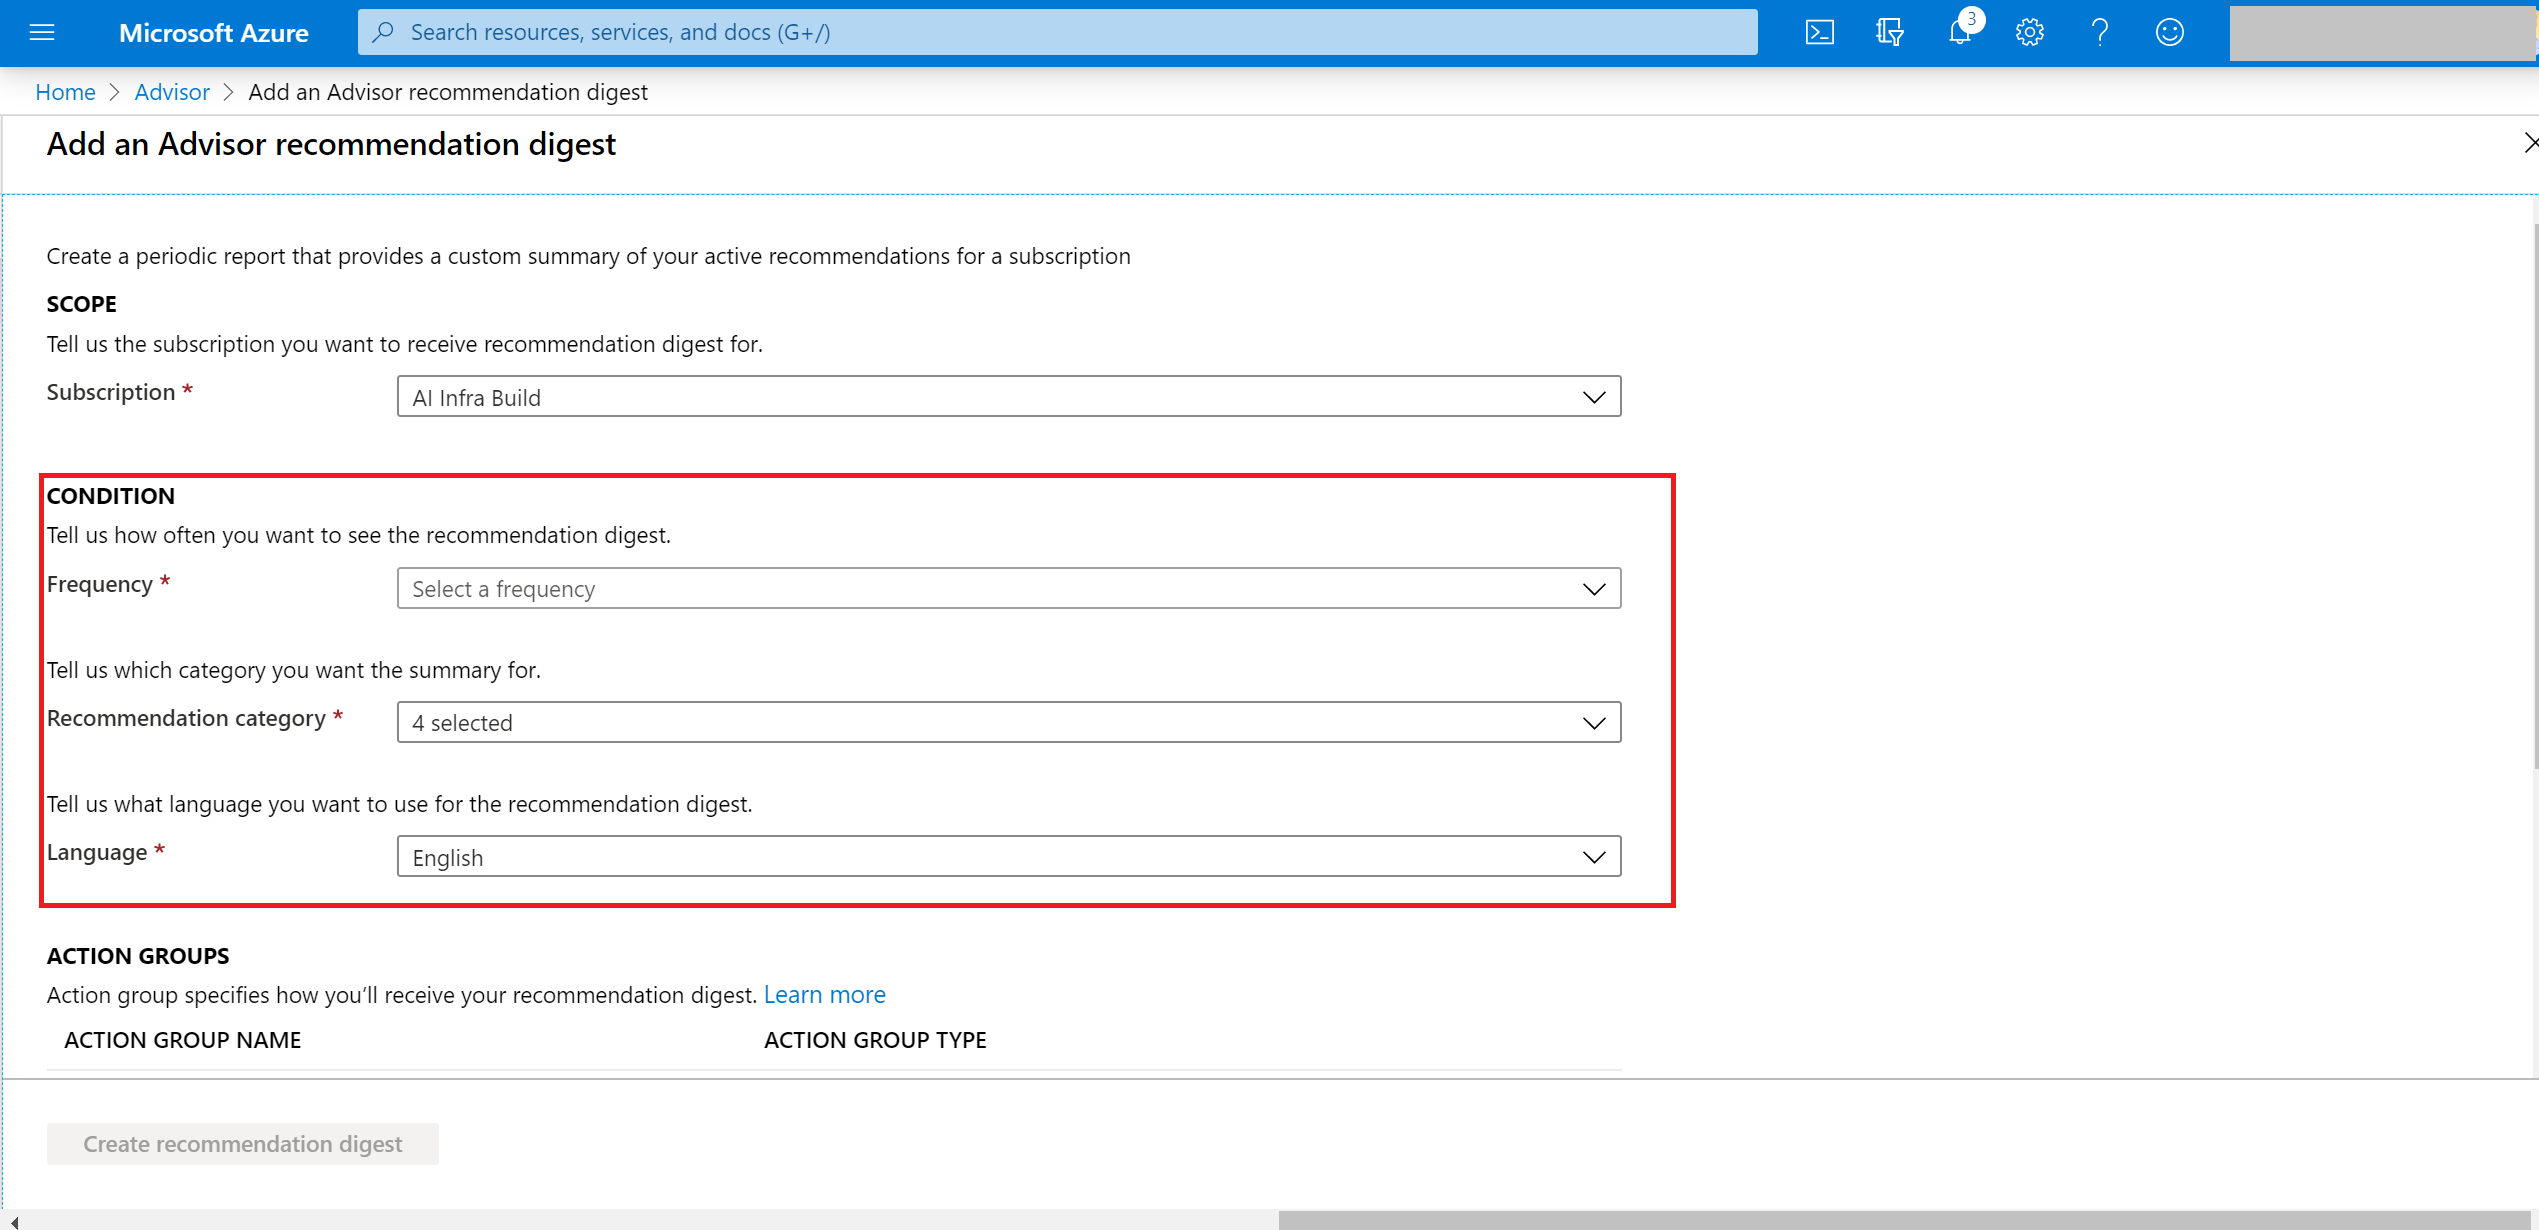 Microsoft Azure
Search resources, services, and docs (G+/)
3
Home > Advisor > Add an Advisor recommendation digest
Add an Advisor recommendation digest
Create a periodic report that provides a custom summary of your active recommendations for a subscription
SCOPE
Tell us the subscription you want to receive recommendation digest for.
Subscription *
AI Infra Build
CONDITION
Tell us how often you want to see the recommendation digest.
Frequency *
Select a frequency
Tell us which category you want the summary for.
Recommendation category *
4 selected
Tell us what language you want to use for the recommendation digest.
Language *
English
ACTION GROUPS
Action group specifies how you’ll receive your recommendation digest. Learn more
ACTION GROUP NAME
ACTION GROUP TYPE
Create recommendation digest